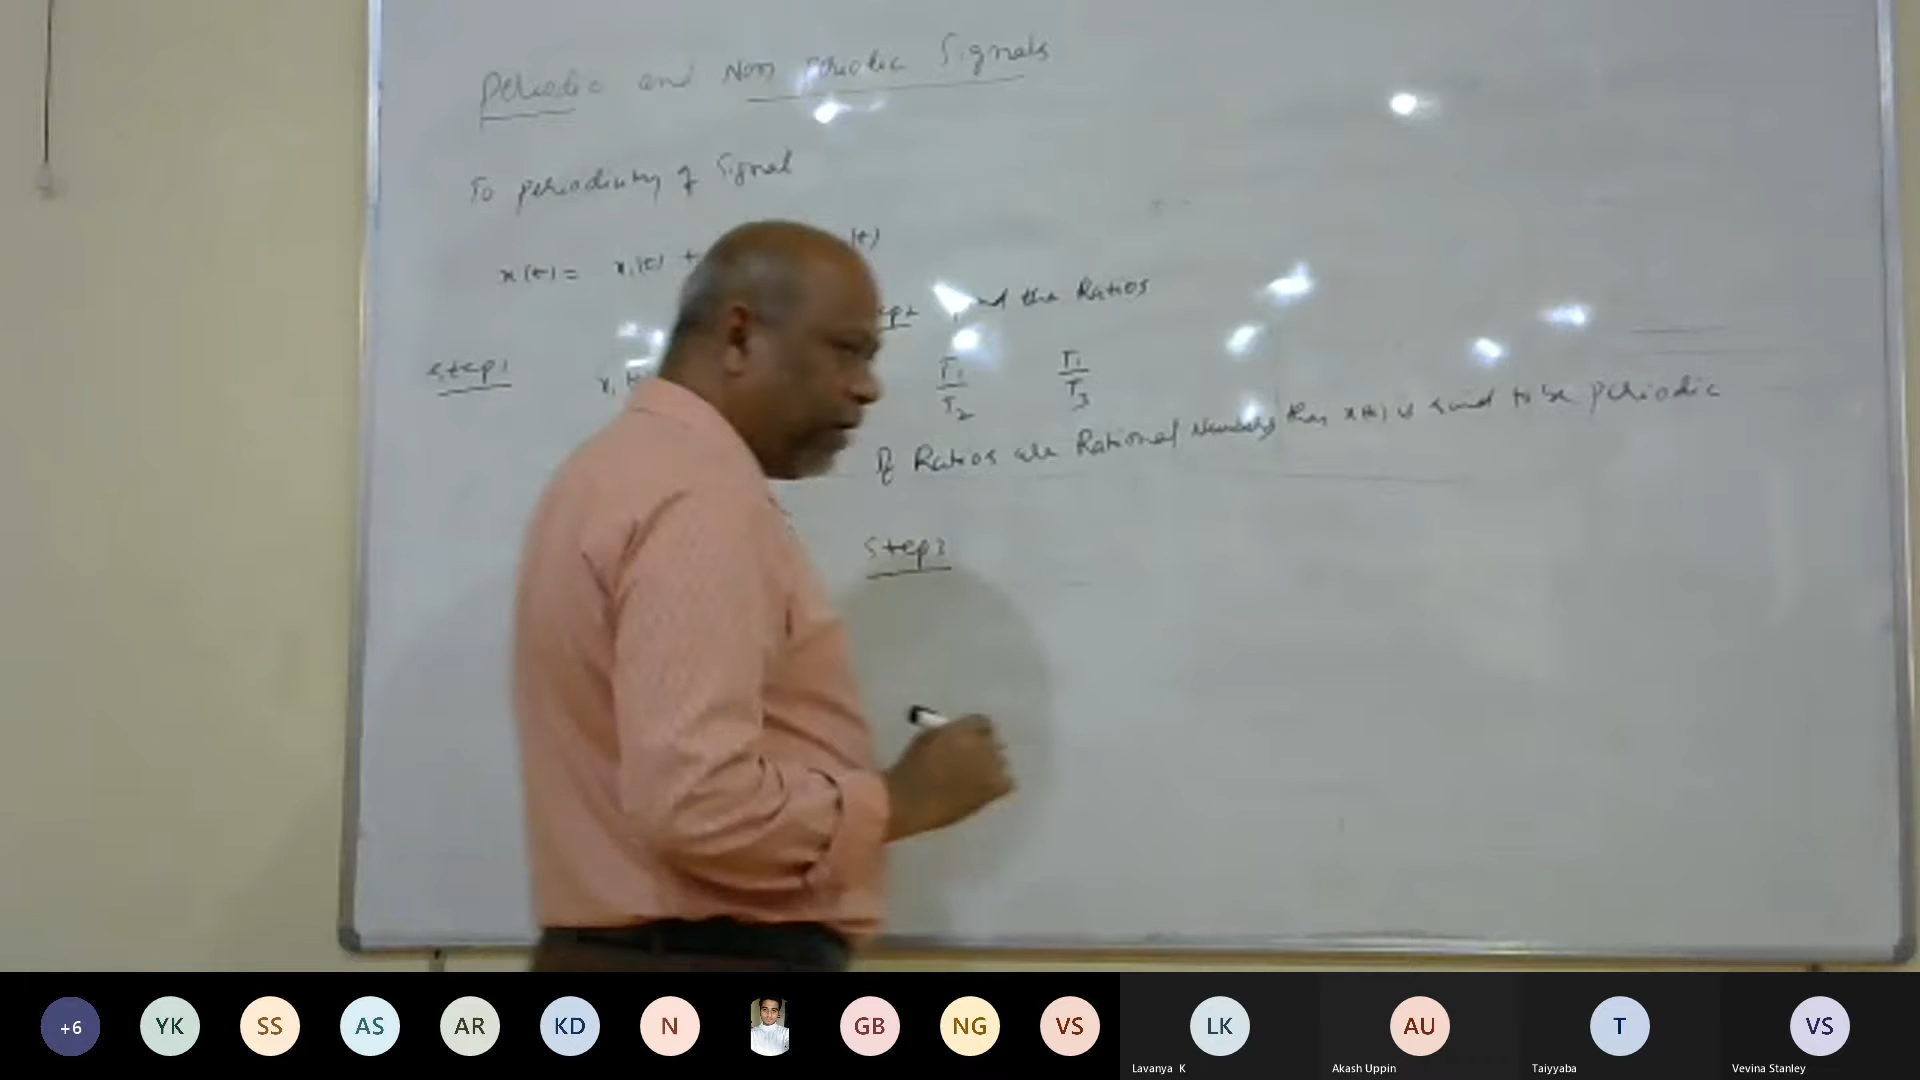 Periodic and Non Periodic Signals
To periodicity of Signal
x(t) = x₁(t) + (t)
Step1
x₁
the Ratios
T₁/T₂ T₁/T₃
If Ratios are Rational Numbers then x(t) is said to be periodic
Step3
+6 YK SS AS AR KD N GB NG VS LK AU T VS
Lavanya K Akash Uppin Taiyyaba Vevina Stanley